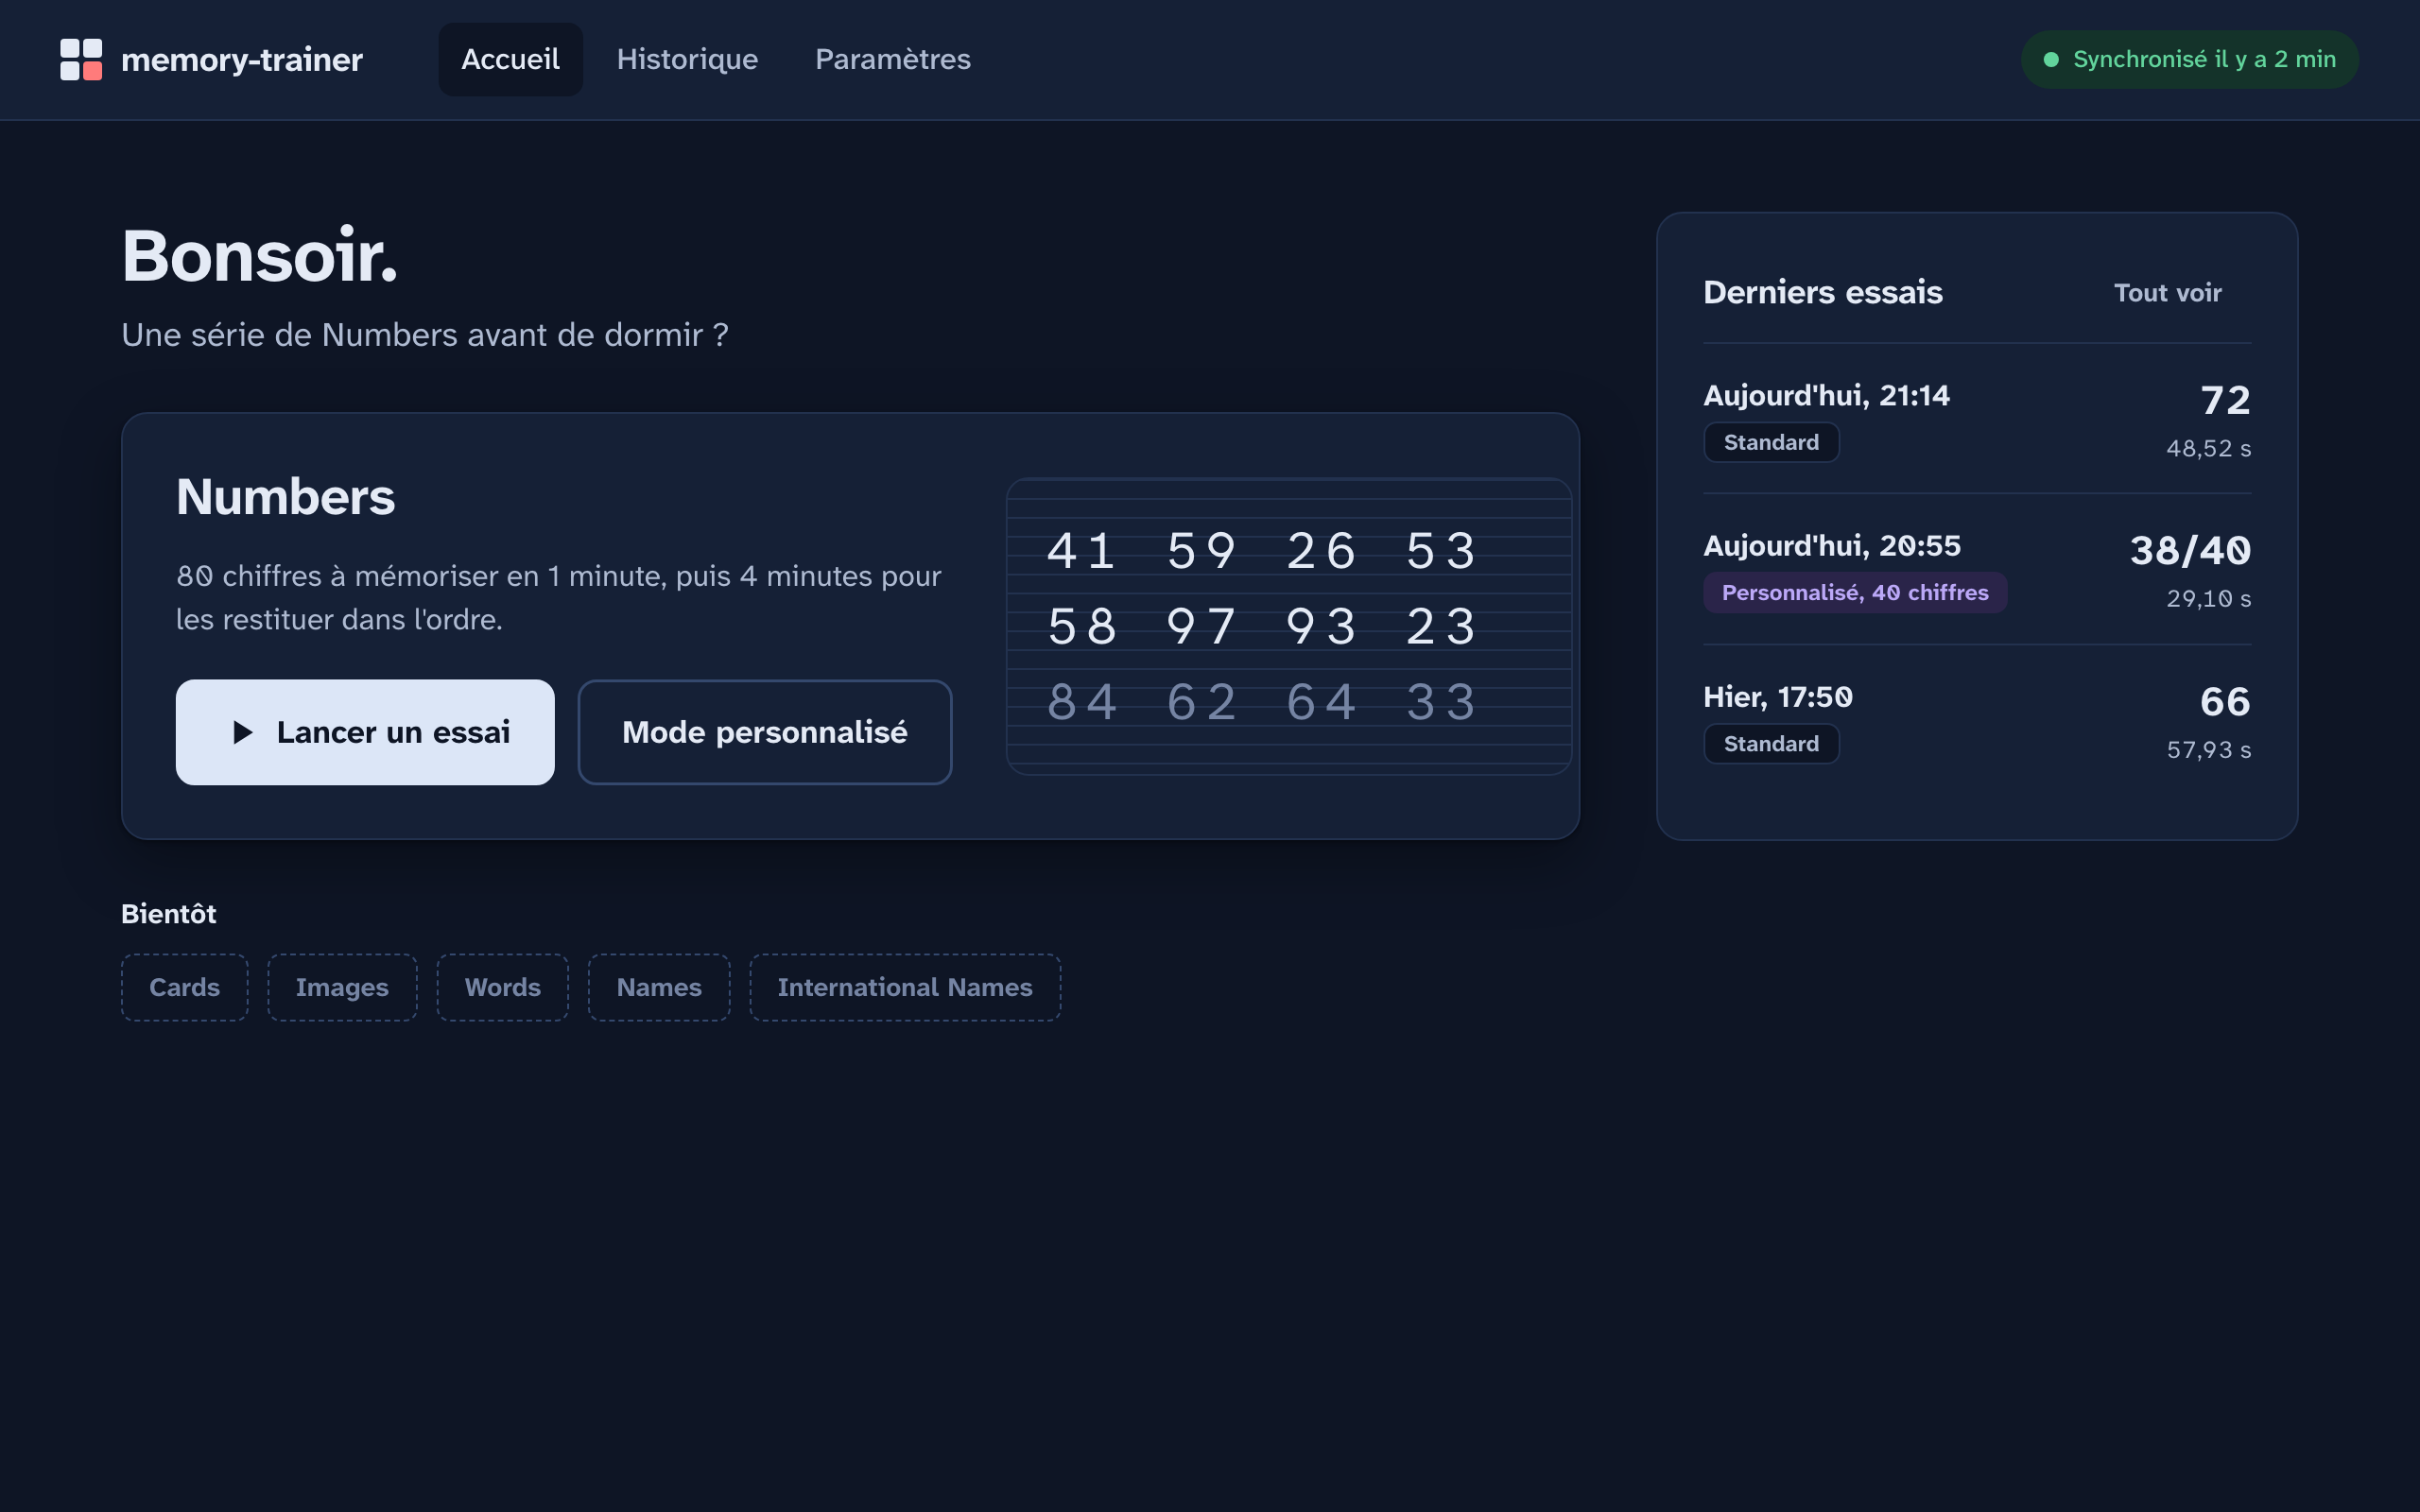 memory-trainer
Accueil
Historique
Paramètres
Synchronisé il y a 2 min
Bonsoir.
Une série de Numbers avant de dormir ?
Numbers
80 chiffres à mémoriser en 1 minute, puis 4 minutes pour
les restituer dans l'ordre.
Lancer un essai
Mode personnalisé
41 59 26 53
58 97 93 23
84 62 64 33
Derniers essais
Tout voir
Aujourd'hui, 21:14
72
Standard
48,52 s
Aujourd'hui, 20:55
38/40
Personnalisé, 40 chiffres
29,10 s
Hier, 17:50
66
Standard
57,93 s
Bientôt
Cards
Images
Words
Names
International Names